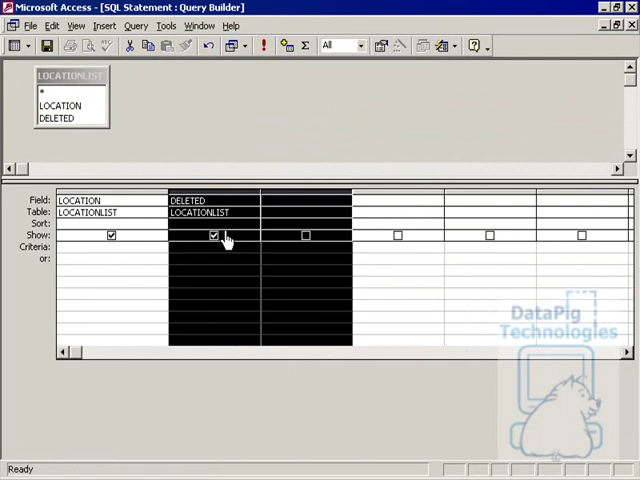 Microsoft Access - [SQL Statement : Query Builder]
File Edit View Insert Query Tools Window Help
All
LOCATIONLIST
*
LOCATION
DELETED
Field: LOCATION DELETED
Table: LOCATIONLIST LOCATIONLIST
Sort:
Show:
Criteria:
or:
DataPig
Technologies
Ready